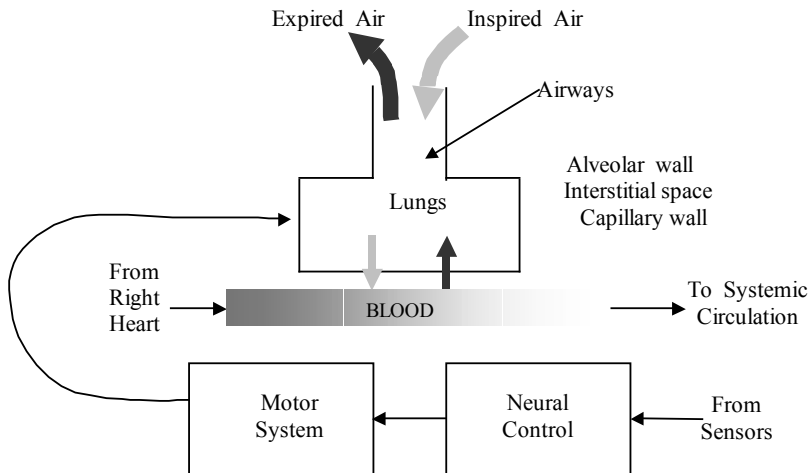 Expired Air
Inspired Air
Airways
Alveolar wall
Interstitial space
Capillary wall
Lungs
From
Right
Heart
BLOOD
To Systemic
Circulation
Motor
System
Neural
Control
From
Sensors